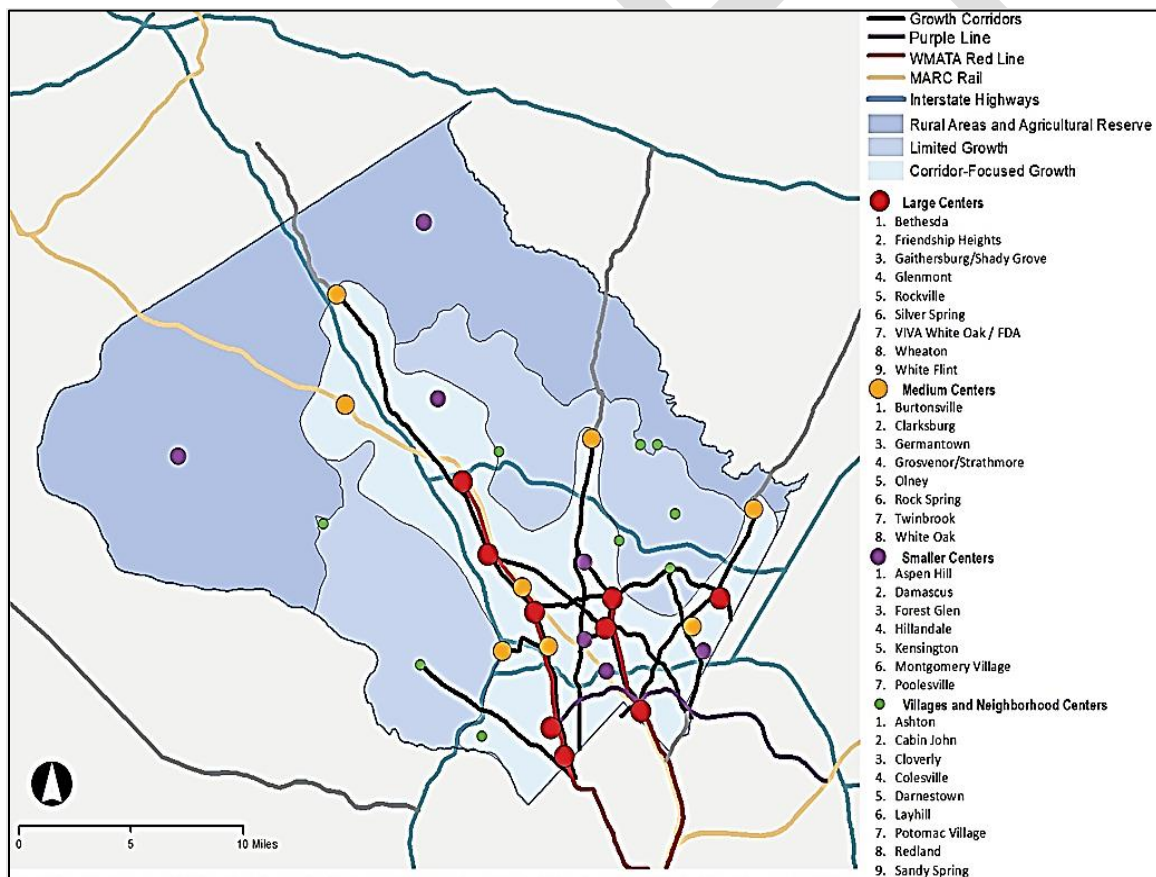 Growth Corridors
Purple Line
WMATA Red Line
MARC Rail
Interstate Highways
Rural Areas and Agricultural Reserve
Limited Growth
Corridor-Focused Growth
Large Centers
1. Bethesda
2. Friendship Heights
3. Gaithersburg/Shady Grove
4. Glenmont
5. Rockville
6. Silver Spring
7. VIVA White Oak / FDA
8. Wheaton
9. White Flint
Medium Centers
1. Burtonsville
2. Clarksburg
3. Germantown
4. Grosvenor/Strathmore
5. Olney
6. Rock Spring
7. Twinbrook
8. White Oak
Smaller Centers
1. Aspen Hill
2. Damascus
3. Forest Glen
4. Hillandale
5. Kensington
6. Montgomery Village
7. Poolesville
Villages and Neighborhood Centers
1. Ashton
2. Cabin John
3. Cloverly
4. Colesville
5. Darnestown
6. Layhill
7. Potomac Village
8. Redland
9. Sandy Spring
0 5 10 Miles